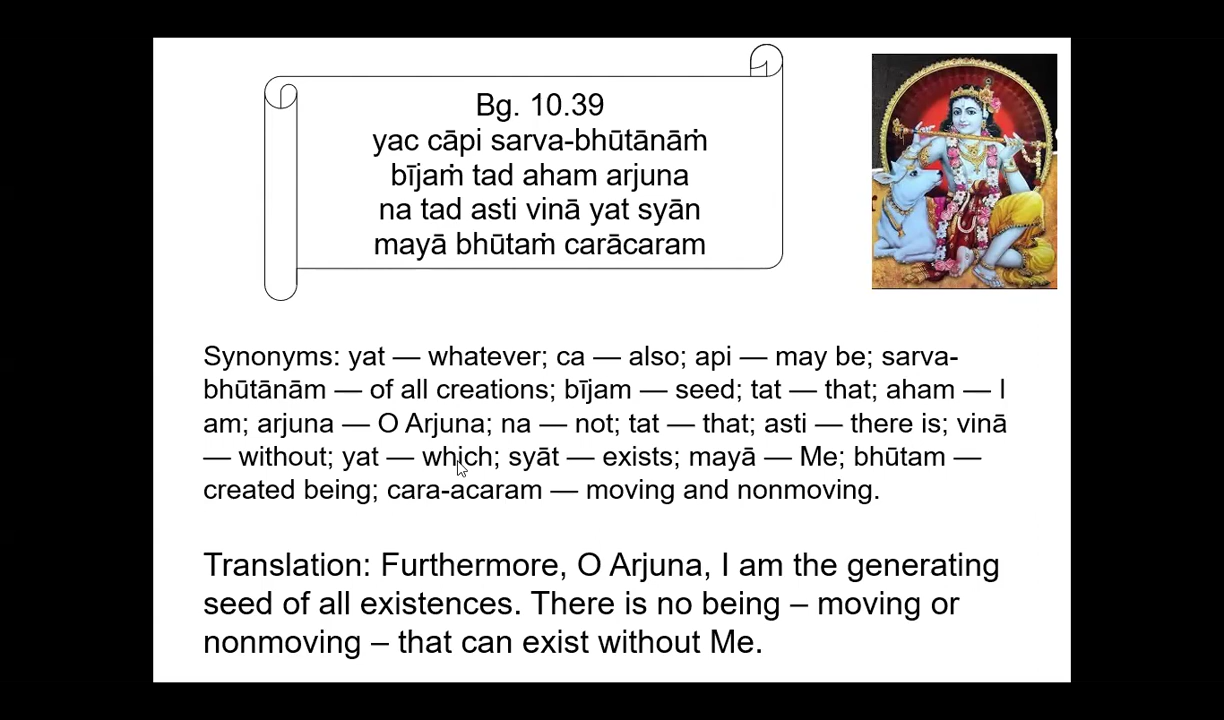 Bg. 10.39
yac cāpi sarva-bhūtānāṁ
bījaṁ tad aham arjuna
na tad asti vinā yat syān
mayā bhūtaṁ carācaram
Synonyms: yat — whatever; ca — also; api — may be; sarva-
bhūtānām — of all creations; bījam — seed; tat — that; aham — I
am; arjuna — O Arjuna; na — not; tat — that; asti — there is; vinā
— without; yat — which; syāt — exists; mayā — Me; bhūtam —
created being; cara-acaram — moving and nonmoving.
Translation: Furthermore, O Arjuna, I am the generating
seed of all existences. There is no being – moving or
nonmoving – that can exist without Me.